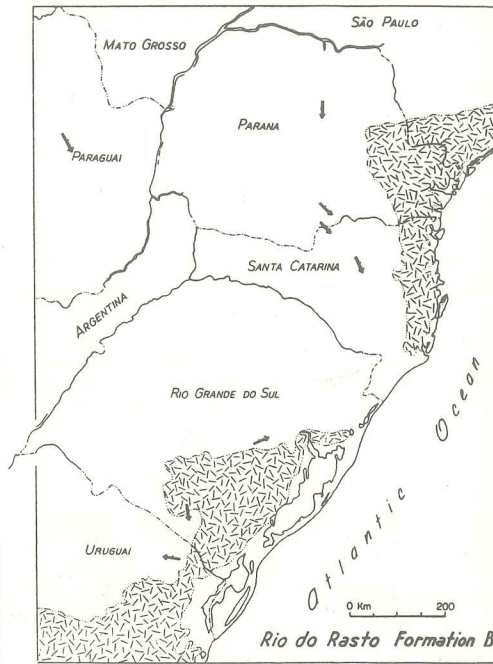 SÃO PAULO
MATO GROSSO
PARANA
PARAGUAI
SANTA CATARINA
ARGENTINA
RIO GRANDE DO SUL
Atlantic Ocean
URUGUAI
0 Km 200
Rio do Rasto Formation B